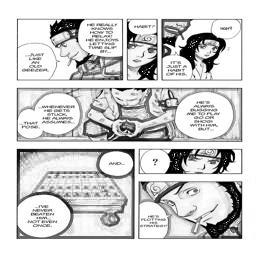 HUH?
IT'S
JUST A
HABIT
OF HIS.
HABIT?
HE REALLY
KNOWS
HOW TO
RELAX!
HE ENJOYS
LETTING
TIME SLIP
BY...
...JUST
LIKE
AN OLD
GEEZER.
HE'S
ALWAYS
BUGGING
ME TO PLAY
GO OR
SHOGI
WITH HIM,
BUT...
WHENEVER
HE GETS
STUCK,
HE ALWAYS
ASSUMES...
...THAT
POSE.
?
HE'S
PLOTTING
HIS
STRATEGY?
AND...
...I'VE
NEVER
BEATEN
HIM...
NOT EVEN
ONCE.